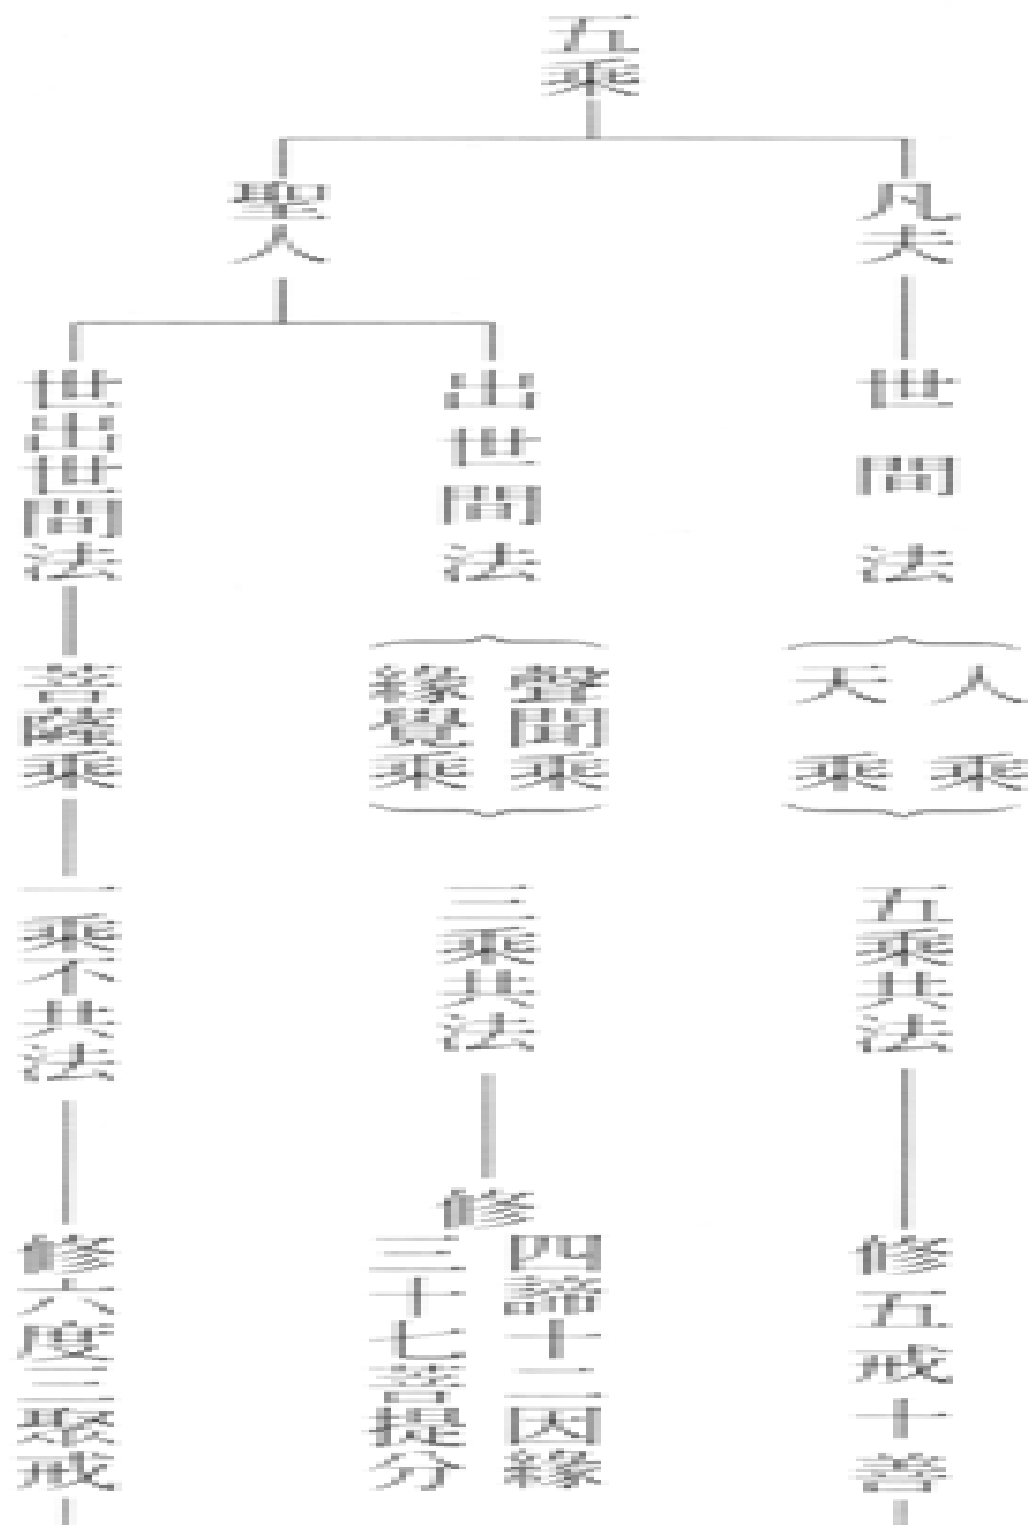 五乘
凡夫
聖人
世間法
出世間法
世出世間法
人乘
天乘
聲聞乘
緣覺乘
菩薩乘
五乘共法
三乘共法
一乘不共法
修五戒十善
修
四諦十二因緣
三十七菩提分
修六度三聚戒